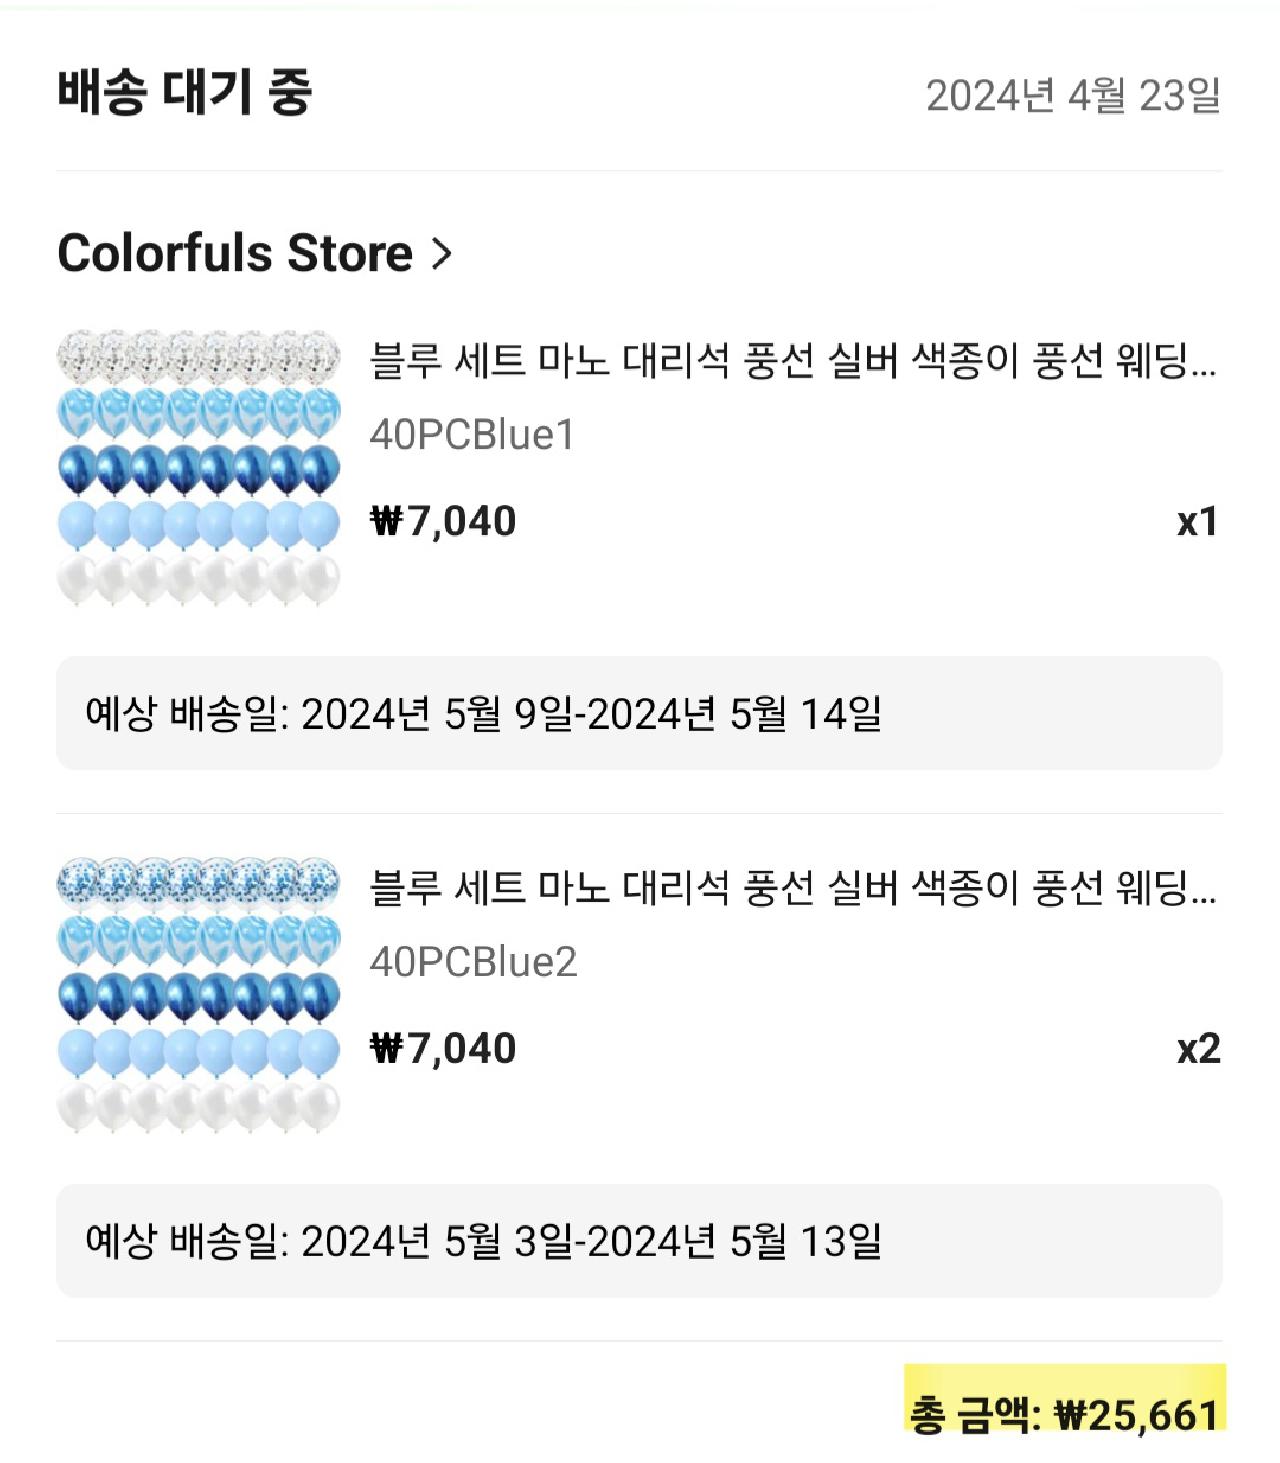 배송 대기 중
2024년 4월 23일
Colorfuls Store >
블루 세트 마노 대리석 풍선 실버 색종이 풍선 웨딩...
40PCBlue1
₩7,040
x1
예상 배송일: 2024년 5월 9일-2024년 5월 14일
블루 세트 마노 대리석 풍선 실버 색종이 풍선 웨딩...
40PCBlue2
₩7,040
x2
예상 배송일: 2024년 5월 3일-2024년 5월 13일
총 금액: ₩25,661